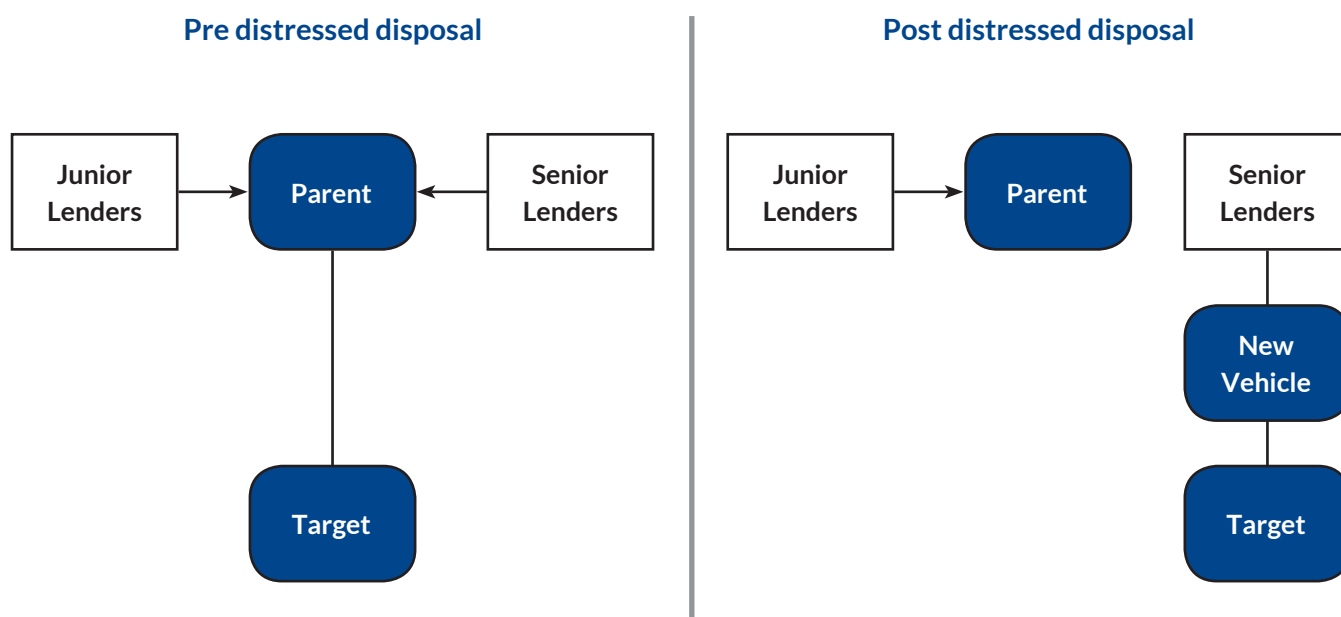 Pre distressed disposal
Junior
Lenders
Parent
Senior
Lenders
Target
Post distressed disposal
Junior
Lenders
Parent
Senior
Lenders
New
Vehicle
Target